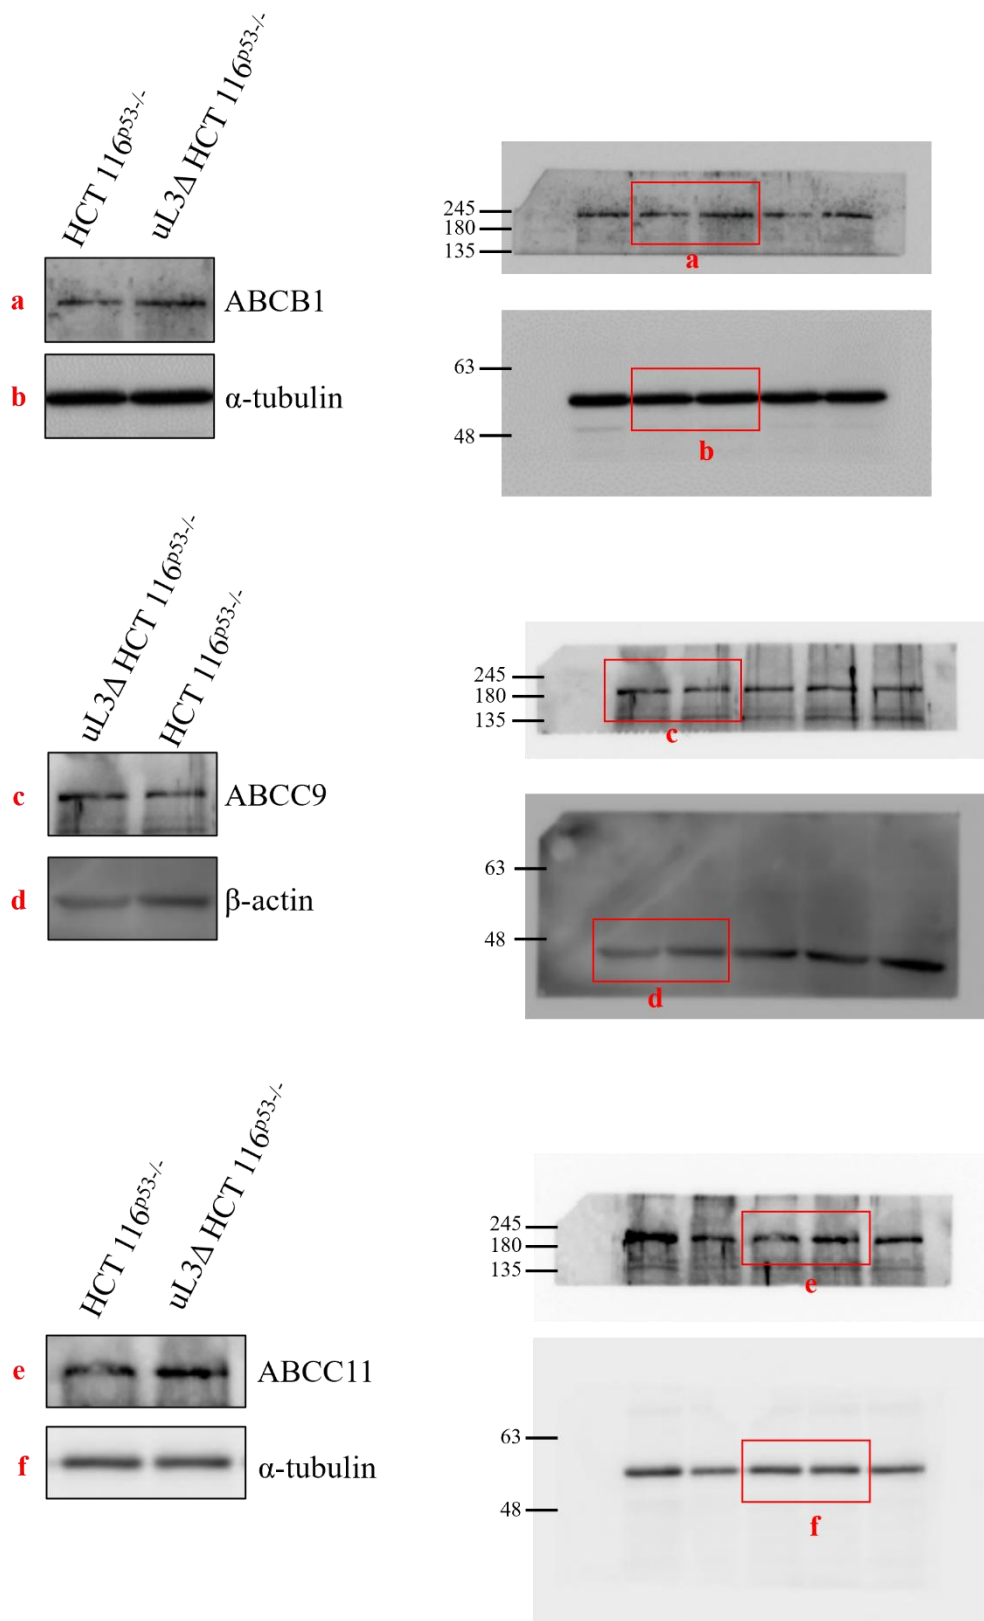 HCT 116p53-/-
uL3Δ HCT 116p53-/-
a
ABCB1
b
α-tubulin
245
180
135
a
63
48
b
uL3Δ HCT 116p53-/-
HCT 116p53-/-
c
ABCC9
d
β-actin
245
180
135
c
63
48
d
HCT 116p53-/-
uL3Δ HCT 116p53-/-
e
ABCC11
f
α-tubulin
245
180
135
e
63
48
f